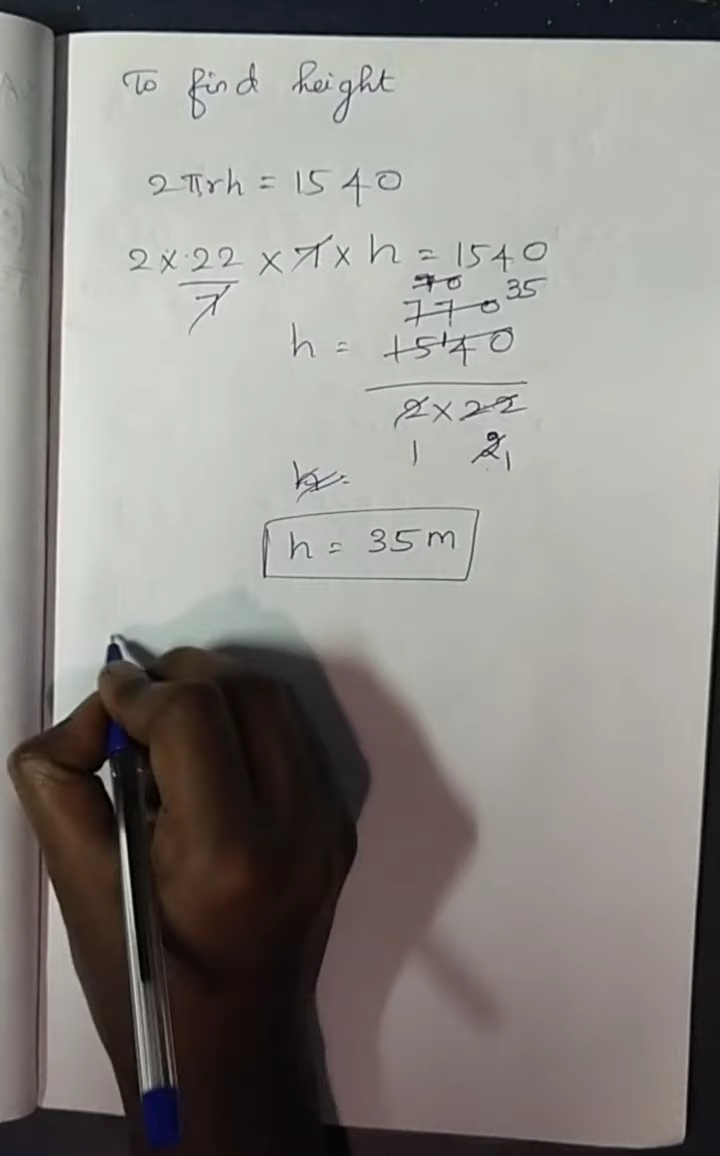 To find height
2πrh = 1540
2 × 22/7 × 7 × h = 1540
70
770 35
h = 1540
2 × 22
1 2 1
h =
h = 35 m